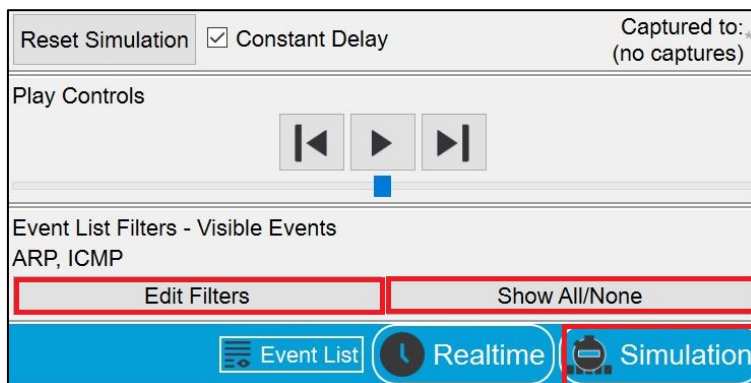 Reset Simulation Constant Delay Captured to:*
(no captures)
Play Controls
Event List Filters - Visible Events
ARP, ICMP
Edit Filters Show All/None
Event List Realtime Simulation